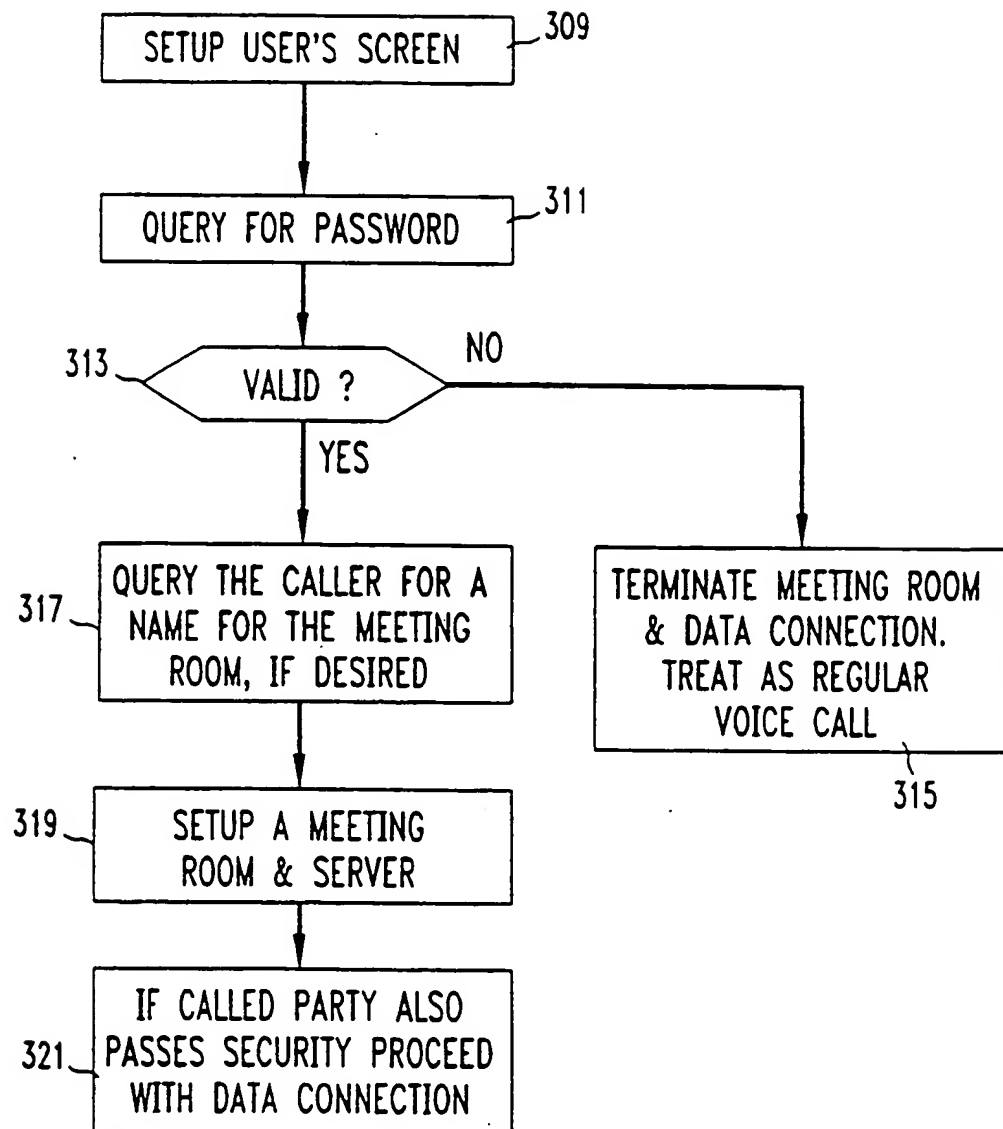 SETUP USER'S SCREEN
309
QUERY FOR PASSWORD
311
313
VALID ?
NO
YES
317
QUERY THE CALLER FOR A
NAME FOR THE MEETING
ROOM, IF DESIRED
TERMINATE MEETING ROOM
& DATA CONNECTION.
TREAT AS REGULAR
VOICE CALL
315
319
SETUP A MEETING
ROOM & SERVER
321
IF CALLED PARTY ALSO
PASSES SECURITY PROCEED
WITH DATA CONNECTION